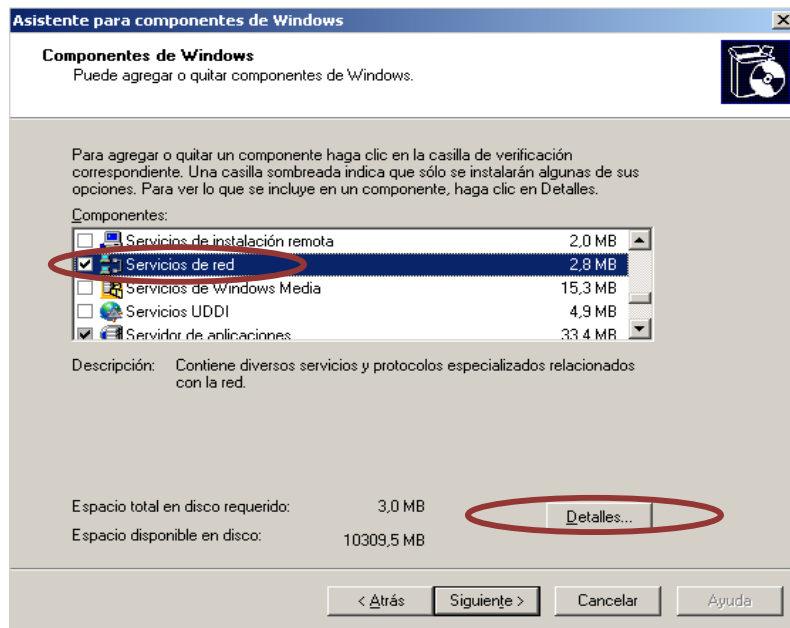 Asistente para componentes de Windows
Componentes de Windows
Puede agregar o quitar componentes de Windows.
Para agregar o quitar un componente haga clic en la casilla de verificación
correspondiente. Una casilla sombreada indica que sólo se instalarán algunas de sus
opciones. Para ver lo que se incluye en un componente, haga clic en Detalles.
Componentes:
Servicios de instalación remota 2,0 MB
Servicios de red 2,8 MB
Servicios de Windows Media 15,3 MB
Servicios UDDI 4,9 MB
Servidor de aplicaciones 33,4 MB
Descripción: Contiene diversos servicios y protocolos especializados relacionados
con la red.
Espacio total en disco requerido: 3,0 MB
Detalles...
Espacio disponible en disco: 10309,5 MB
< Atrás Siguiente > Cancelar Ayuda